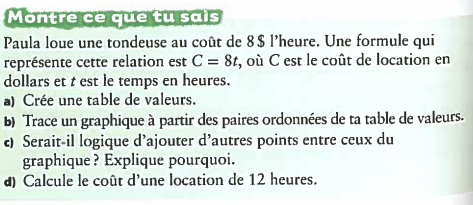 Montre ce que tu sais
Paula loue une tondeuse au coût de 8 $ l'heure. Une formule qui
représente cette relation est C = 8t, où C est le coût de location en
dollars et t est le temps en heures.
a) Crée une table de valeurs.
b) Trace un graphique à partir des paires ordonnées de ta table de valeurs.
c) Serait-il logique d'ajouter d'autres points entre ceux du
graphique ? Explique pourquoi.
d) Calcule le coût d'une location de 12 heures.